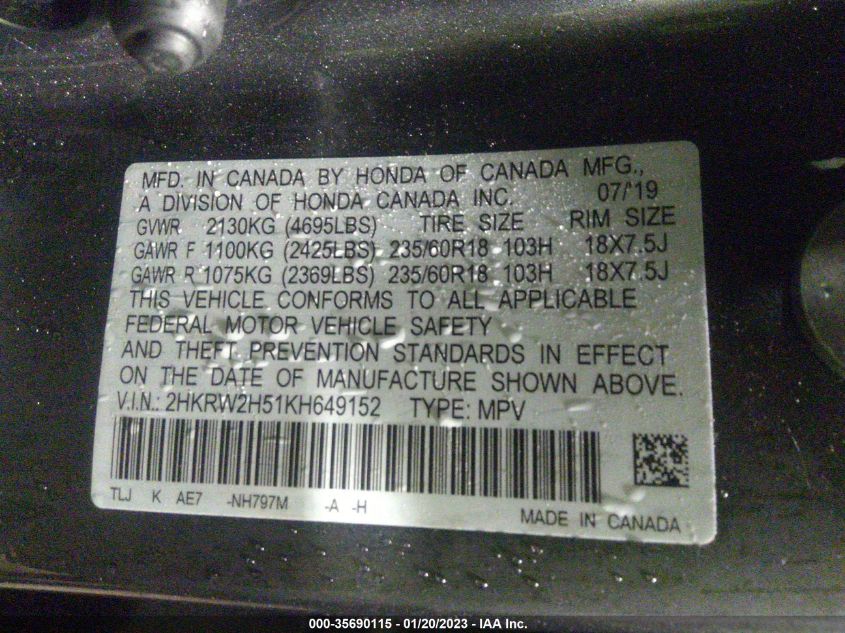 MFD. IN CANADA BY HONDA OF CANADA MFG.,
A DIVISION OF HONDA CANADA INC. 07/'19
GVWR 2130KG (4695LBS) TIRE SIZE RIM SIZE
GAWR F 1100KG (2425LBS) 235/60R18 103H 18X7.5J
GAWR R 1075KG (2369LBS) 235/60R18 103H 18X7.5J
THIS VEHICLE CONFORMS TO ALL APPLICABLE
FEDERAL MOTOR VEHICLE SAFETY
AND THEFT PREVENTION STANDARDS IN EFFECT
ON THE DATE OF MANUFACTURE SHOWN ABOVE.
V.I.N.: 2HKRW2H51KH649152 TYPE: MPV
TLJ K AE7 -NH797M -A -H
MADE IN CANADA
000-35690115 - 01/20/2023 - IAA Inc.